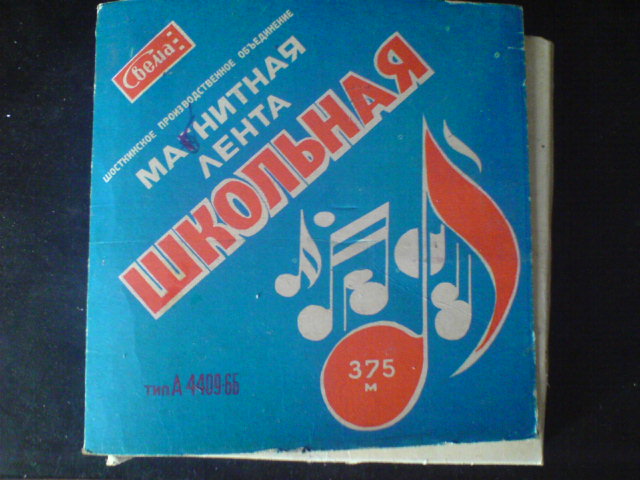 Свема
ШОСТКИНСКОЕ ПРОИЗВОДСТВЕННОЕ ОБЪЕДИНЕНИЕ
МАГНИТНАЯ
ЛЕНТА
ШКОЛЬНАЯ
375
М
ТИП А-4409-6Б